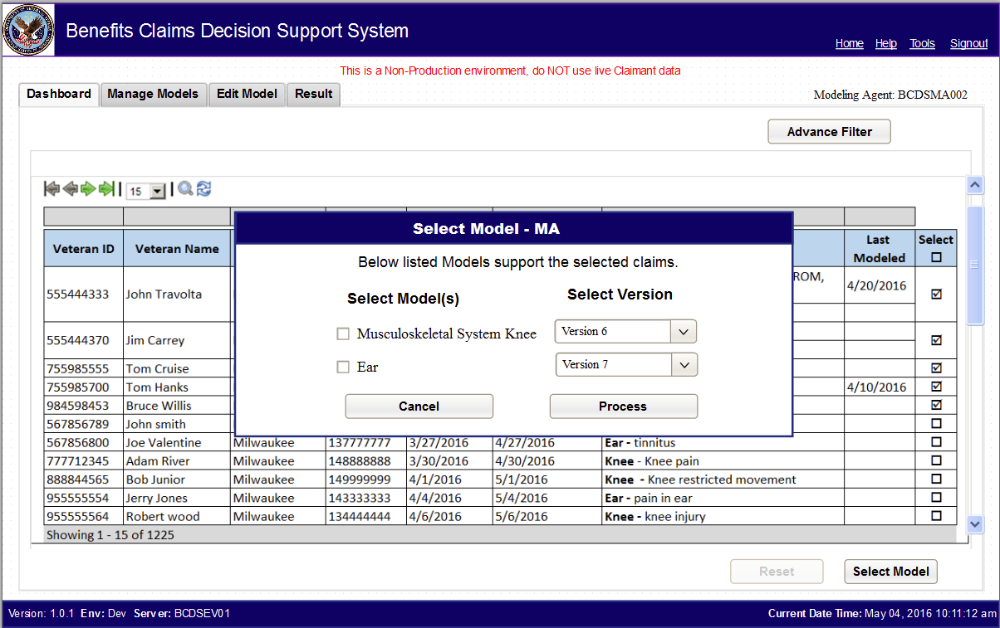 Benefits Claims Decision Support System
Home Help Tools Signout
This is a Non-Production environment, do NOT use live Claimant data
Dashboard Manage Models Edit Model Result
Modeling Agent: BCDSMA002
Advance Filter
15
Select Model - MA
Below listed Models support the selected claims.
Select Model(s) Select Version
Musculoskeletal System Knee Version 6
Ear Version 7
Cancel Process
Veteran ID Veteran Name Last Modeled Select
ROM,
555444333 John Travolta 4/20/2016
555444370 Jim Carrey
755985555 Tom Cruise
755985700 Tom Hanks 4/10/2016
984598453 Bruce Willis
567856789 John smith
567856800 Joe Valentine Milwaukee 137777777 3/27/2016 4/27/2016 Ear - tinnitus
777712345 Adam River Milwaukee 148888888 3/30/2016 4/30/2016 Knee - Knee pain
888844565 Bob Junior Milwaukee 149999999 4/1/2016 5/1/2016 Knee - Knee restricted movement
955555554 Jerry Jones Milwaukee 143333333 4/4/2016 5/4/2016 Ear - pain in ear
955555564 Robert wood Milwaukee 134444444 4/6/2016 5/6/2016 Knee - knee injury
Showing 1 - 15 of 1225
Reset Select Model
Version: 1.0.1 Env: Dev Server: BCDSEV01 Current Date Time: May 04, 2016 10:11:12 am